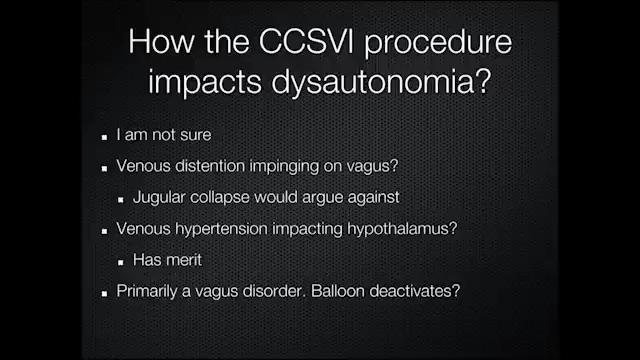 How the CCSVI procedure
impacts dysautonomia?
I am not sure
Venous distention impinging on vagus?
Jugular collapse would argue against
Venous hypertension impacting hypothalamus?
Has merit
Primarily a vagus disorder. Balloon deactivates?